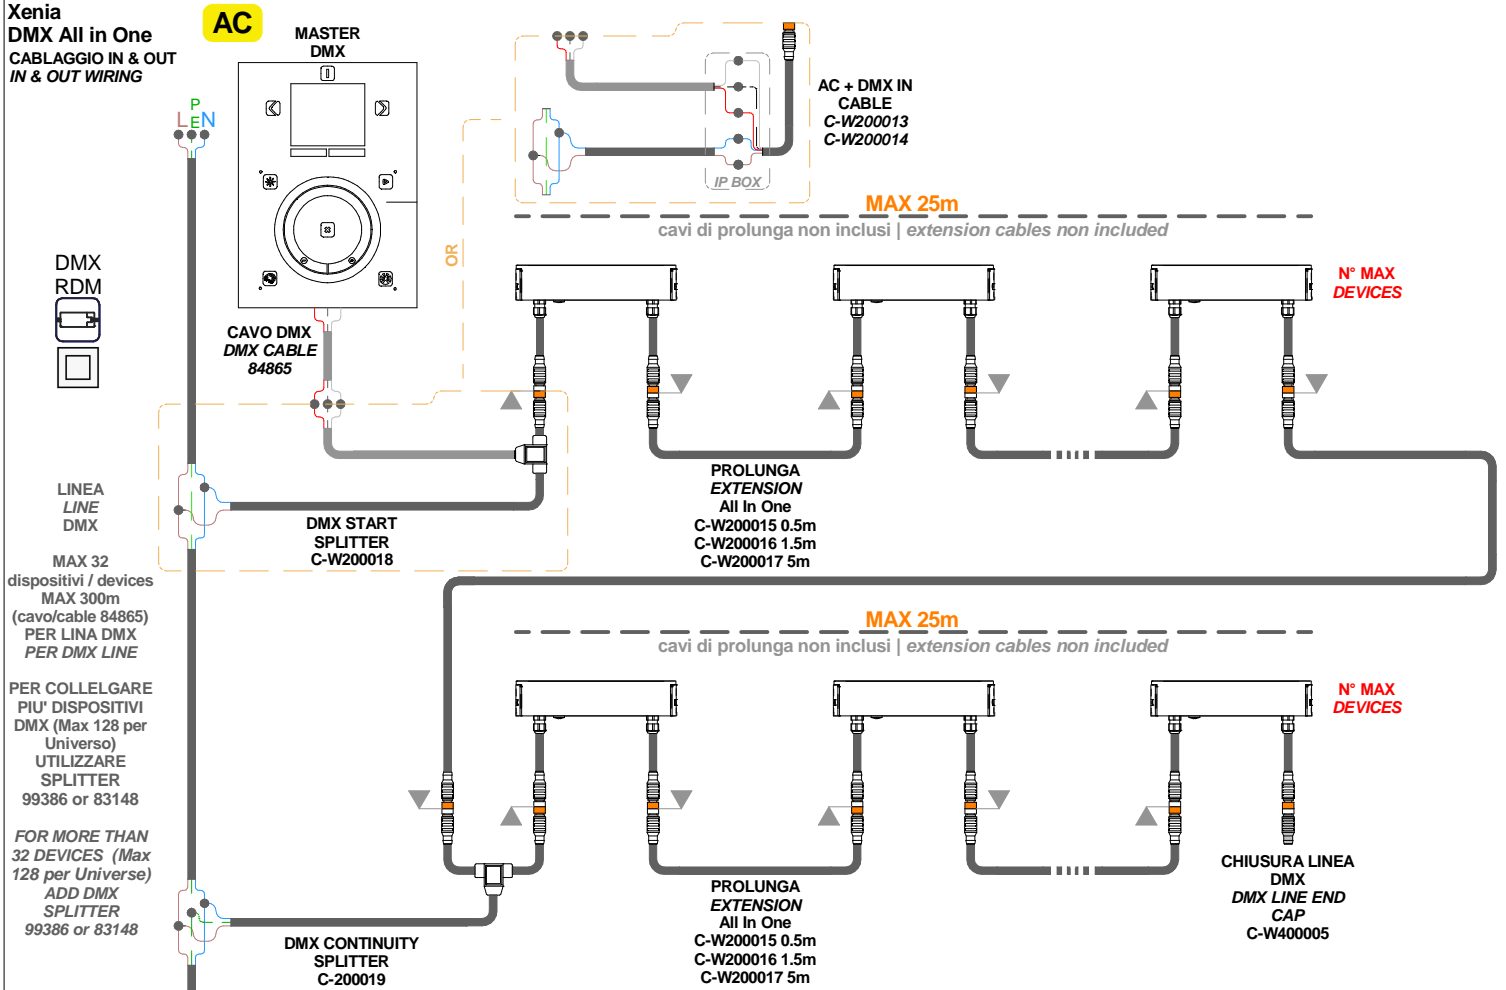 Xenia
DMX All in One
CABLAGGIO IN & OUT
IN & OUT WIRING
AC
MASTER
DMX
L PE N
AC + DMX IN
CABLE
C-W200013
C-W200014
IP BOX
OR
MAX 25m
cavi di prolunga non inclusi | extension cables non included
N° MAX
DEVICES
DMX
RDM
CAVO DMX
DMX CABLE
84865
LINEA
LINE
DMX
MAX 32
dispositivi / devices
MAX 300m
(cavo/cable 84865)
PER LINA DMX
PER DMX LINE
DMX START
SPLITTER
C-W200018
PROLUNGA
EXTENSION
All In One
C-W200015 0.5m
C-W200016 1.5m
C-W200017 5m
MAX 25m
cavi di prolunga non inclusi | extension cables non included
N° MAX
DEVICES
PER COLLELGARE
PIU' DISPOSITIVI
DMX (Max 128 per
Universo)
UTILIZZARE
SPLITTER
99386 or 83148
FOR MORE THAN
32 DEVICES (Max
128 per Universe)
ADD DMX
SPLITTER
99386 or 83148
DMX CONTINUITY
SPLITTER
C-200019
PROLUNGA
EXTENSION
All In One
C-W200015 0.5m
C-W200016 1.5m
C-W200017 5m
CHIUSURA LINEA
DMX
DMX LINE END
CAP
C-W400005